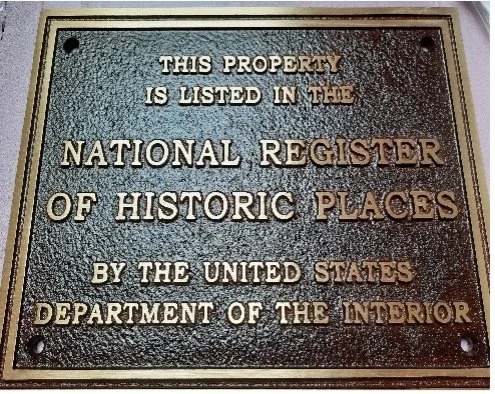 THIS PROPERTY
IS LISTED IN THE
NATIONAL REGISTER
OF HISTORIC PLACES
BY THE UNITED STATES
DEPARTMENT OF THE INTERIOR